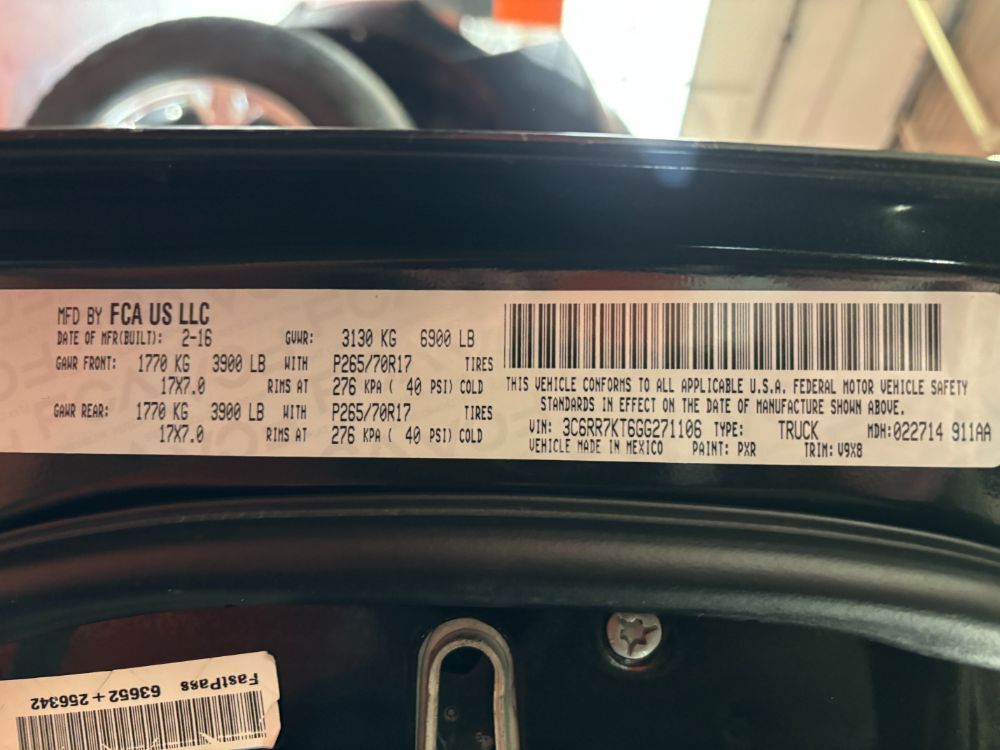 MFD BY FCA US LLC
DATE OF MFR(BUILT): 2-16 GVWR: 3130 KG 6900 LB
GAWR FRONT: 1770 KG 3900 LB WITH P265/70R17 TIRES
17X7.0 RIMS AT 276 KPA ( 40 PSI) COLD
GAWR REAR: 1770 KG 3900 LB WITH P265/70R17 TIRES
17X7.0 RIMS AT 276 KPA ( 40 PSI) COLD
THIS VEHICLE CONFORMS TO ALL APPLICABLE U.S.A. FEDERAL MOTOR VEHICLE SAFETY
STANDARDS IN EFFECT ON THE DATE OF MANUFACTURE SHOWN ABOVE.
VIN: 3C6RR7KT6GG271106 TYPE: TRUCK MDH:022714 911AA
VEHICLE MADE IN MEXICO PAINT: PXR TRIM: V9X8
FastPass 63652+256342